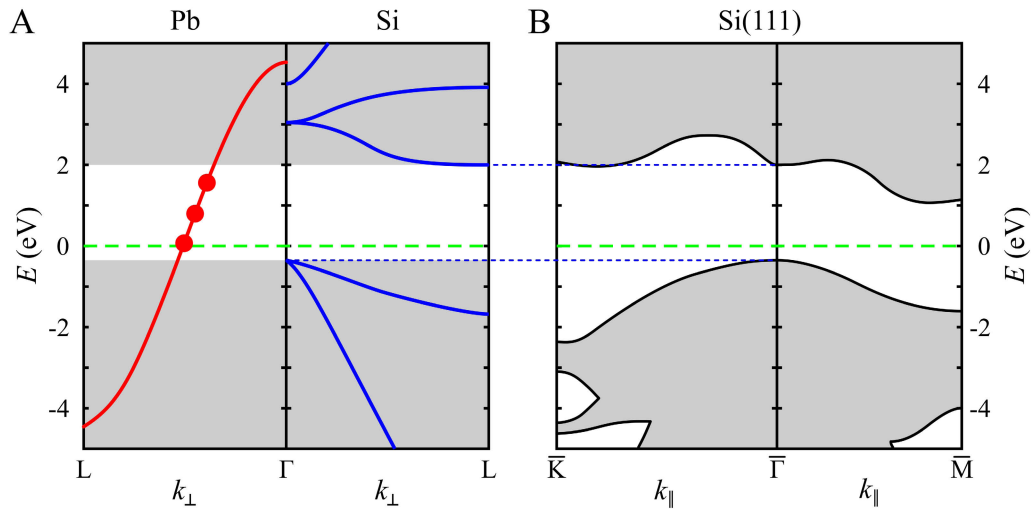 A
Pb
Si
B
Si(111)
4
2
0
-2
-4
E (eV)
4
2
0
-2
-4
E (eV)
L
Γ
L
K̅
Γ̅
M̅
k⊥
k⊥
k∥
k∥